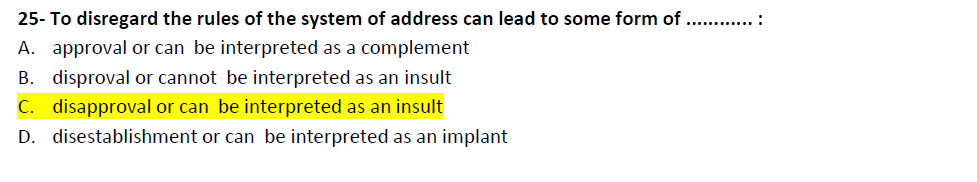 25- To disregard the rules of the system of address can lead to some form of ............ :
A. approval or can be interpreted as a complement
B. disproval or cannot be interpreted as an insult
C. disapproval or can be interpreted as an insult
D. disestablishment or can be interpreted as an implant